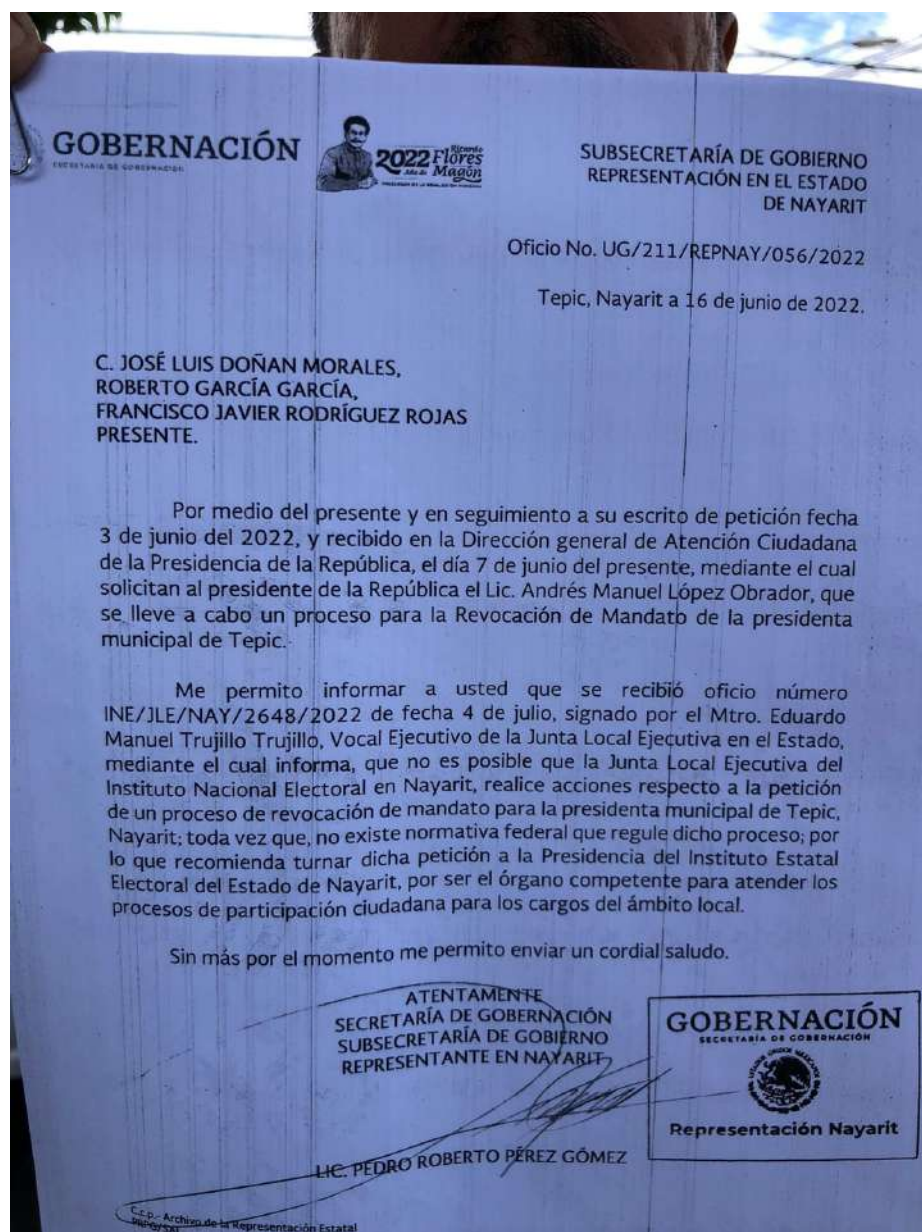 GOBERNACIÓN
SECRETARÍA DE GOBERNACIÓN
2022 Ricardo
Flores
Año de Magón
SUBSECRETARÍA DE GOBIERNO
REPRESENTACIÓN EN EL ESTADO
DE NAYARIT
Oficio No. UG/211/REPNAY/056/2022
Tepic, Nayarit a 16 de junio de 2022.
C. JOSÉ LUIS DOÑAN MORALES,
ROBERTO GARCÍA GARCÍA,
FRANCISCO JAVIER RODRÍGUEZ ROJAS
PRESENTE.
Por medio del presente y en seguimiento a su escrito de petición fecha
3 de junio del 2022, y recibido en la Dirección general de Atención Ciudadana
de la Presidencia de la República, el día 7 de junio del presente, mediante el cual
solicitan al presidente de la República el Lic. Andrés Manuel López Obrador, que
se lleve a cabo un proceso para la Revocación de Mandato de la presidenta
municipal de Tepic.
Me permito informar a usted que se recibió oficio número
INE/JLE/NAY/2648/2022 de fecha 4 de julio, signado por el Mtro. Eduardo
Manuel Trujillo Trujillo, Vocal Ejecutivo de la Junta Local Ejecutiva en el Estado,
mediante el cual informa, que no es posible que la Junta Local Ejecutiva del
Instituto Nacional Electoral en Nayarit, realice acciones respecto a la petición
de un proceso de revocación de mandato para la presidenta municipal de Tepic,
Nayarit; toda vez que, no existe normativa federal que regule dicho proceso; por
lo que recomienda turnar dicha petición a la Presidencia del Instituto Estatal
Electoral del Estado de Nayarit, por ser el órgano competente para atender los
procesos de participación ciudadana para los cargos del ámbito local.
Sin más por el momento me permito enviar un cordial saludo.
ATENTAMENTE
SECRETARÍA DE GOBERNACIÓN
SUBSECRETARÍA DE GOBIERNO
REPRESENTANTE EN NAYARIT
LIC. PEDRO ROBERTO PÉREZ GÓMEZ
GOBERNACIÓN
SECRETARÍA DE GOBERNACIÓN
Representación Nayarit
C.c.p.- Archivo de la Representación Estatal